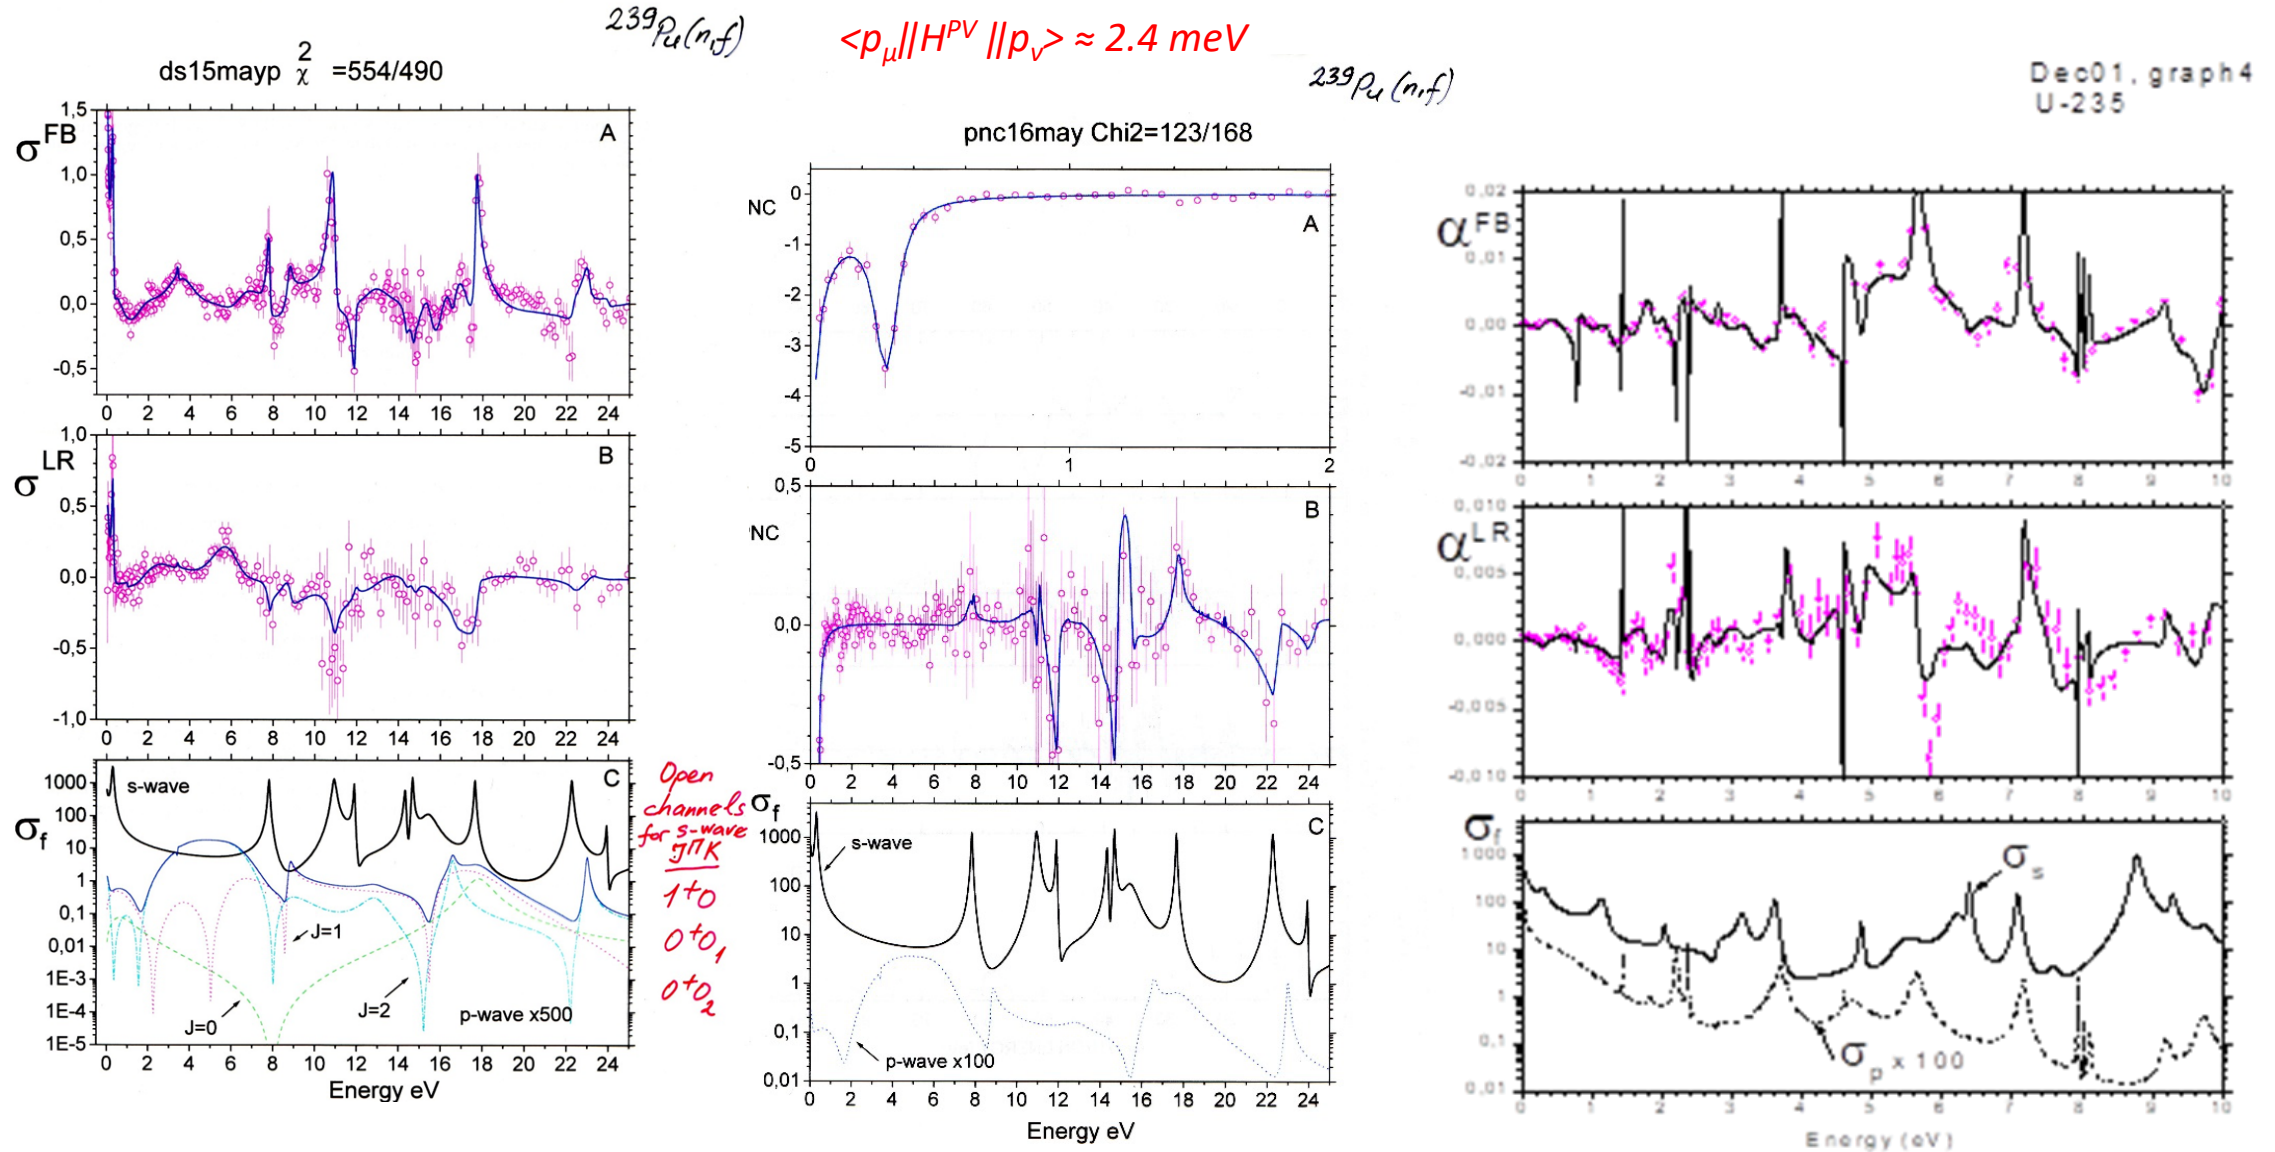 239Pu(n,f)
<pμ||HPV ||pν> ≈ 2.4 meV
239Pu(n,f)
ds15mayp χ2 =554/490
σFB
A
1,5
1,0
0,5
0,0
-0,5
0 2 4 6 8 10 12 14 16 18 20 22 24
σLR
B
1,0
0,5
0,0
-0,5
-1,0
0 2 4 6 8 10 12 14 16 18 20 22 24
σf
C
s-wave
1000
100
10
1
0,1
0,01
1E-3
1E-4
1E-5
J=1
J=0
J=2
p-wave x500
0 2 4 6 8 10 12 14 16 18 20 22 24
Energy eV
Open
channels
for s-wave
JΠK
1+0
0+01
0+02
pnc16may Chi2=123/168
NC
A
0
-1
-2
-3
-4
-5
0 1 2
NC
B
0,5
0,0
-0,5
0 2 4 6 8 10 12 14 16 18 20 22 24
σf
C
s-wave
1000
100
10
1
0,1
0,01
p-wave x100
0 2 4 6 8 10 12 14 16 18 20 22 24
Energy eV
Dec01, graph4
U-235
αFB
0,02
0,01
0,00
-0,01
-0,02
0 1 2 3 4 5 6 7 8 9 10
αLR
0,010
0,005
0,000
-0,005
-0,010
0 1 2 3 4 5 6 7 8 9 10
σf
σs
1000
100
10
1
0,1
0,01
σp x 100
0 1 2 3 4 5 6 7 8 9 10
Energy (eV)